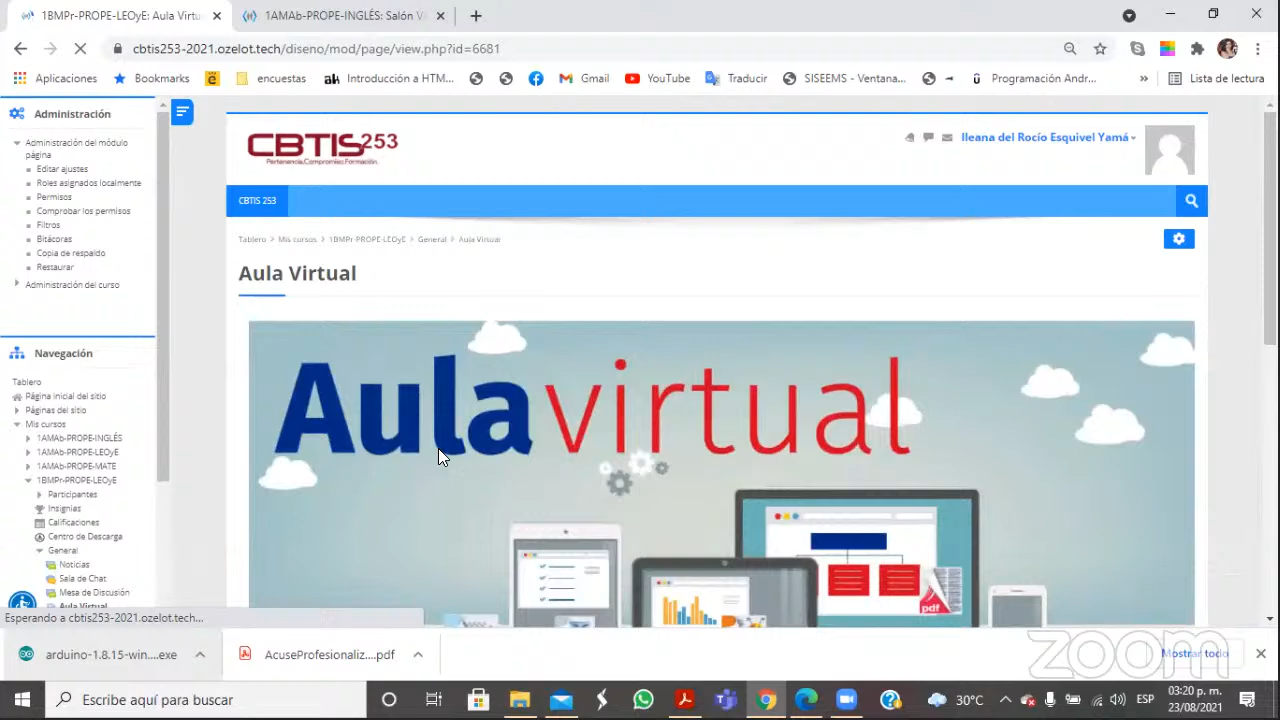 1BMPr-PROPE-LEOyE: Aula Virtu
1AMAb-PROPE-INGLÉS: Salón V
cbtis253-2021.ozelot.tech/diseno/mod/page/view.php?id=6681
Aplicaciones
Bookmarks
encuestas
Introducción a HTM...
Gmail
YouTube
Traducir
SISEEMS - Ventana...
Programación Andr...
»
Lista de lectura
Administración
Administración del módulo
página
Editar ajustes
Roles asignados localmente
Permisos
Comprobar los permisos
Filtros
Bitácoras
Copia de respaldo
Restaurar
Administración del curso
Navegación
Tablero
Página inicial del sitio
Páginas del sitio
Mis cursos
1AMAb-PROPE-INGLÉS
1AMAb-PROPE-LEOyE
1AMAb-PROPE-MATE
1BMPr-PROPE-LEOyE
Participantes
Insignias
Calificaciones
Centro de Descarga
General
Noticias
Sala de Chat
Mesa de Discusión
Aula Virtual
Esperando a cbtis253-2021.ozelot.tech...
CBTIS253
Pertenencia,Compromiso,Formación.
Ileana del Rocío Esquivel Yamá
CBTIS 253
Tablero > Mis cursos > 1BMPr-PROPE-LEOyE > General > Aula Virtual
Aula Virtual
Aulavirtual
pdf
arduino-1.8.15-win....exe
AcuseProfesionaliz....pdf
Mostrar todo
zoom
Escribe aquí para buscar
30°C
ESP
03:20 p. m.
23/08/2021